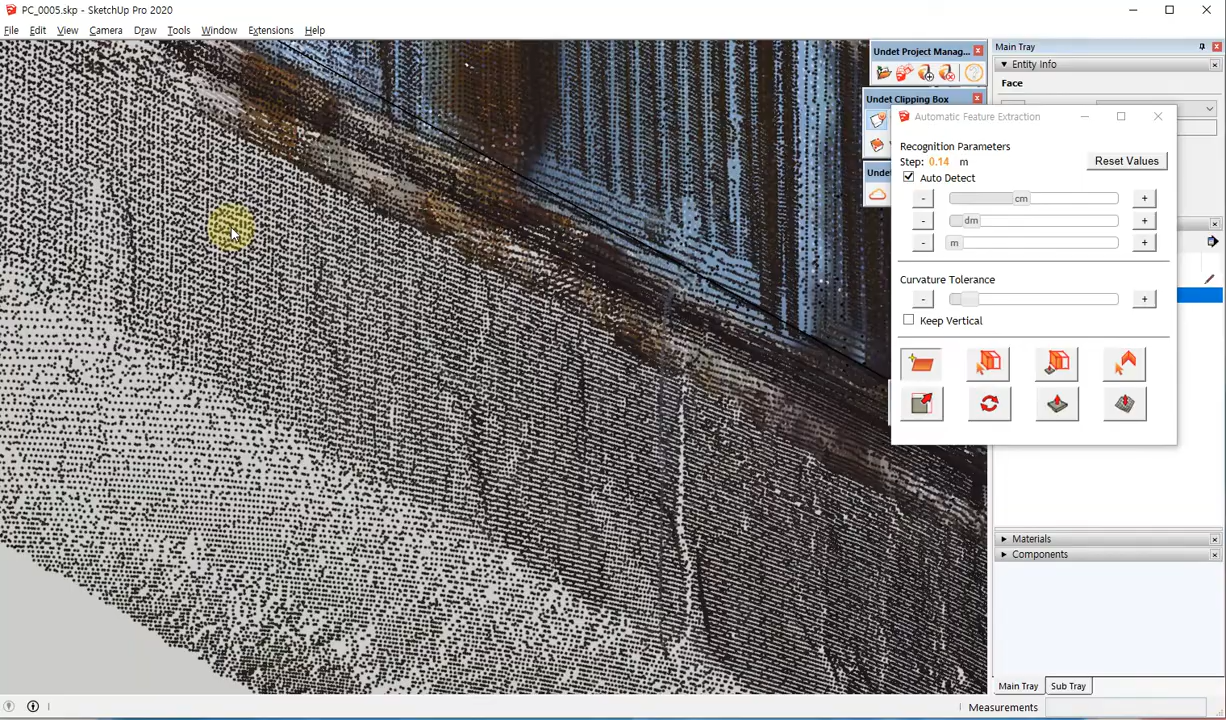 PC_0005.skp - SketchUp Pro 2020
File Edit View Camera Draw Tools Window Extensions Help
Undet Project Manag...
Undet Clipping Box
Undet
Automatic Feature Extraction
Recognition Parameters
Step: 0.14 m
Reset Values
Auto Detect
- cm +
- dm +
- m +
Curvature Tolerance
- +
Keep Vertical
Main Tray
Entity Info
Face
Materials
Components
Main Tray Sub Tray
Measurements